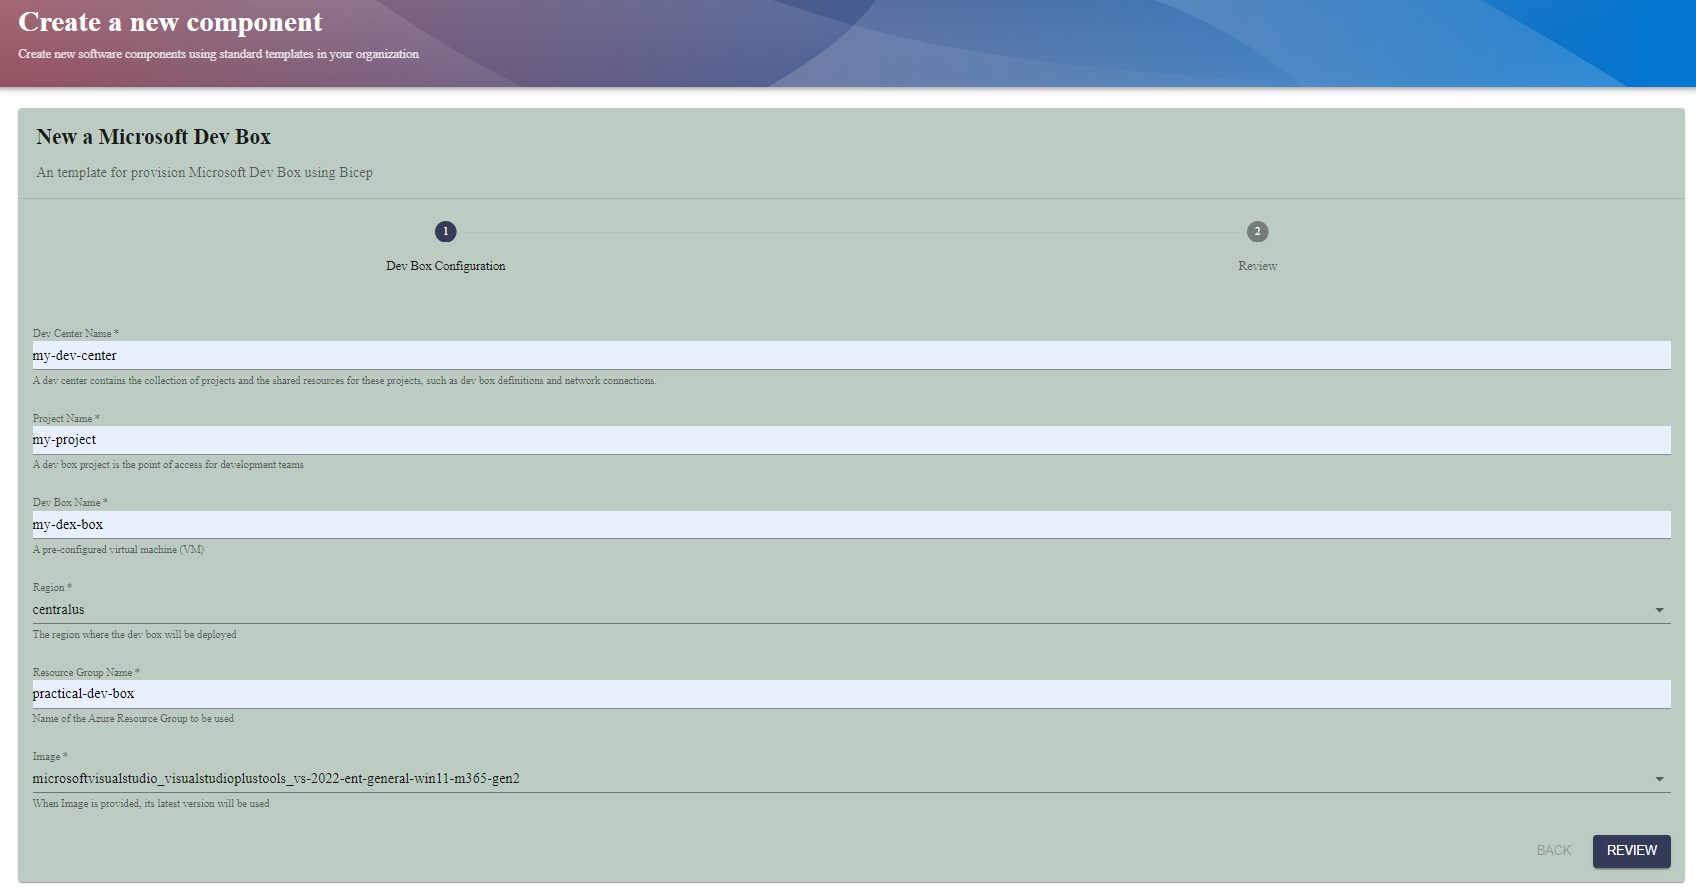 Create a new component
Create new software components using standard templates in your organization
New a Microsoft Dev Box
An template for provision Microsoft Dev Box using Bicep
1
2
Dev Box Configuration
Review
Dev Center Name *
my-dev-center
A dev center contains the collection of projects and the shared resources for these projects, such as dev box definitions and network connections.
Project Name *
my-project
A dev box project is the point of access for development teams
Dev Box Name *
my-dex-box
A pre-configured virtual machine (VM)
Region *
centralus
The region where the dev box will be deployed
Resource Group Name *
practical-dev-box
Name of the Azure Resource Group to be used
Image *
microsoftvisualstudio_visualstudioplustools_vs-2022-ent-general-win11-m365-gen2
When Image is provided, its latest version will be used
BACK
REVIEW